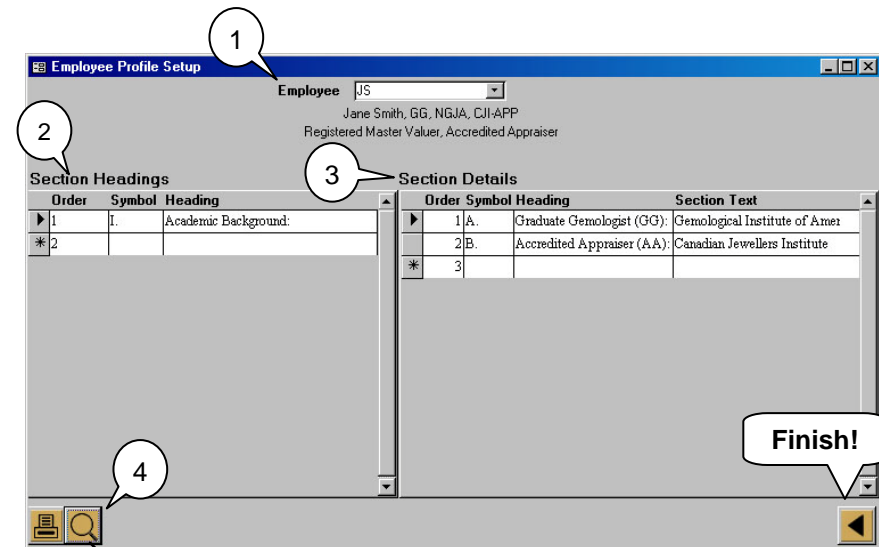 1
Employee Profile Setup
Employee JS
Jane Smith, GG, NGJA, CJI-APP
Registered Master Valuer, Accredited Appraiser
2
3
Section Headings
Section Details
Order Symbol Heading
Order Symbol Heading Section Text
1 I. Academic Background:
1 A. Graduate Gemologist (GG): Gemological Institute of Amer
2
2 B. Accredited Appraiser (AA): Canadian Jewellers Institute
3
Finish!
4